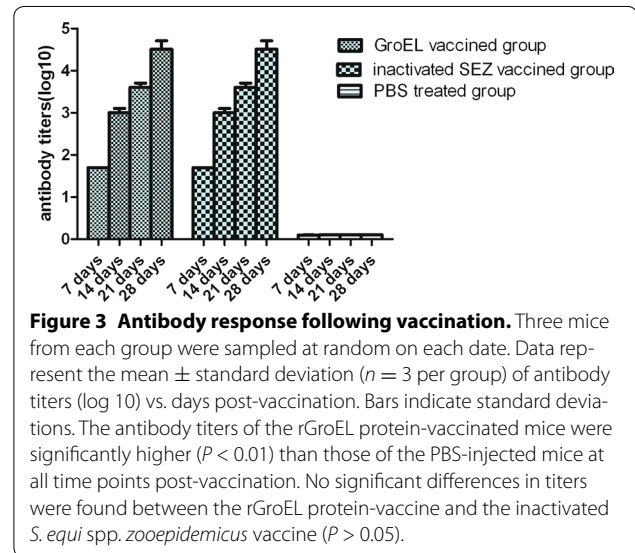 5
4
3
2
1
0
antibody titers(log10)
GroEL vaccined group
inactivated SEZ vaccined group
PBS treated group
7 days
14 days
21 days
28 days
7 days
14 days
21 days
28 days
7 days
14 days
21 days
28 days
Figure 3 Antibody response following vaccination. Three mice
from each group were sampled at random on each date. Data rep-
resent the mean ± standard deviation (n = 3 per group) of antibody
titers (log 10) vs. days post-vaccination. Bars indicate standard devia-
tions. The antibody titers of the rGroEL protein-vaccinated mice were
significantly higher (P < 0.01) than those of the PBS-injected mice at
all time points post-vaccination. No significant differences in titers
were found between the rGroEL protein-vaccine and the inactivated
S. equi spp. zooepidemicus vaccine (P > 0.05).